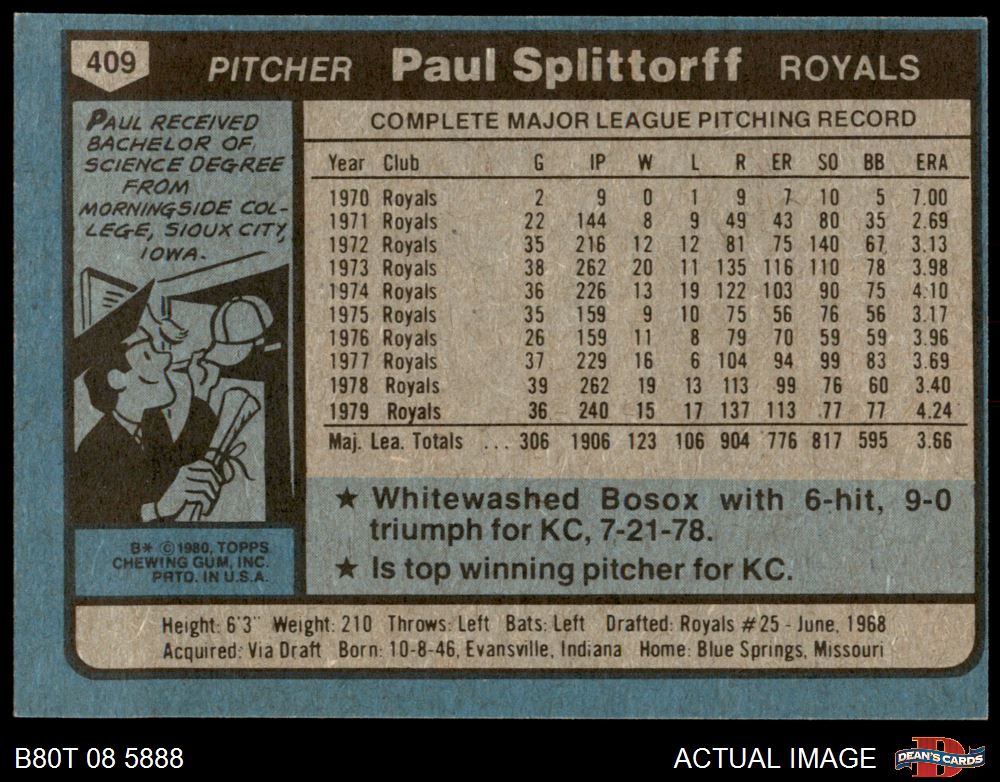 409 PITCHER Paul Splittorff ROYALS
PAUL RECEIVED
BACHELOR OF
SCIENCE DEGREE
FROM
MORNINGSIDE COL-
LEGE, SIOUX CITY,
IOWA.
COMPLETE MAJOR LEAGUE PITCHING RECORD
Year Club G IP W L R ER SO BB ERA
1970 Royals 2 9 0 1 9 7 10 5 7.00
1971 Royals 22 144 8 9 49 43 80 35 2.69
1972 Royals 35 216 12 12 81 75 140 67 3.13
1973 Royals 38 262 20 11 135 116 110 78 3.98
1974 Royals 36 226 13 19 122 103 90 75 4.10
1975 Royals 35 159 9 10 75 56 76 56 3.17
1976 Royals 26 159 11 8 79 70 59 59 3.96
1977 Royals 37 229 16 6 104 94 99 83 3.69
1978 Royals 39 262 19 13 113 99 76 60 3.40
1979 Royals 36 240 15 17 137 113 77 77 4.24
Maj. Lea. Totals ... 306 1906 123 106 904 776 817 595 3.66
★ Whitewashed Bosox with 6-hit, 9-0
triumph for KC, 7-21-78.
★ Is top winning pitcher for KC.
B* © 1980, TOPPS
CHEWING GUM, INC.
PRTD. IN U.S.A.
Height: 6'3" Weight: 210 Throws: Left Bats: Left Drafted: Royals #25 - June, 1968
Acquired: Via Draft Born: 10-8-46, Evansville, Indiana Home: Blue Springs, Missouri
B80T 08 5888
ACTUAL IMAGE
D
DEAN'S CARDS